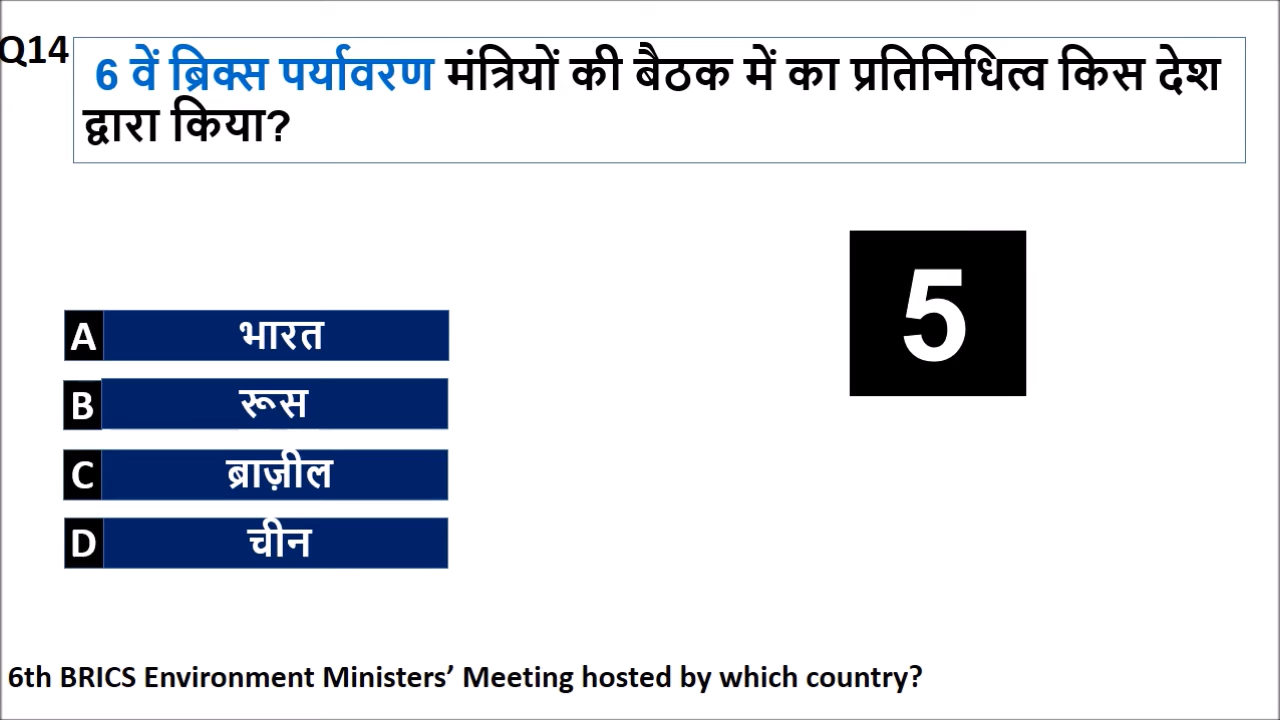 Q14
6 वें ब्रिक्स पर्यावरण मंत्रियों की बैठक में का प्रतिनिधित्व किस देश
द्वारा किया?
5
A भारत
B रूस
C ब्राज़ील
D चीन
6th BRICS Environment Ministers’ Meeting hosted by which country?